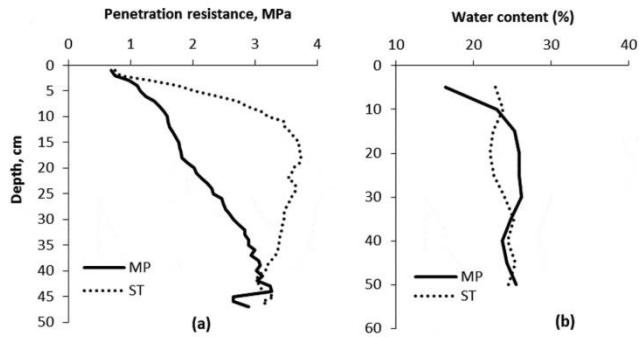 Penetration resistance, MPa
0 1 2 3 4
Depth, cm
0
5
10
15
20
25
30
35
40
45
50
MP
ST
(a)
Water content (%)
10 20 30 40
0
10
20
30
40
50
60
MP
ST
(b)